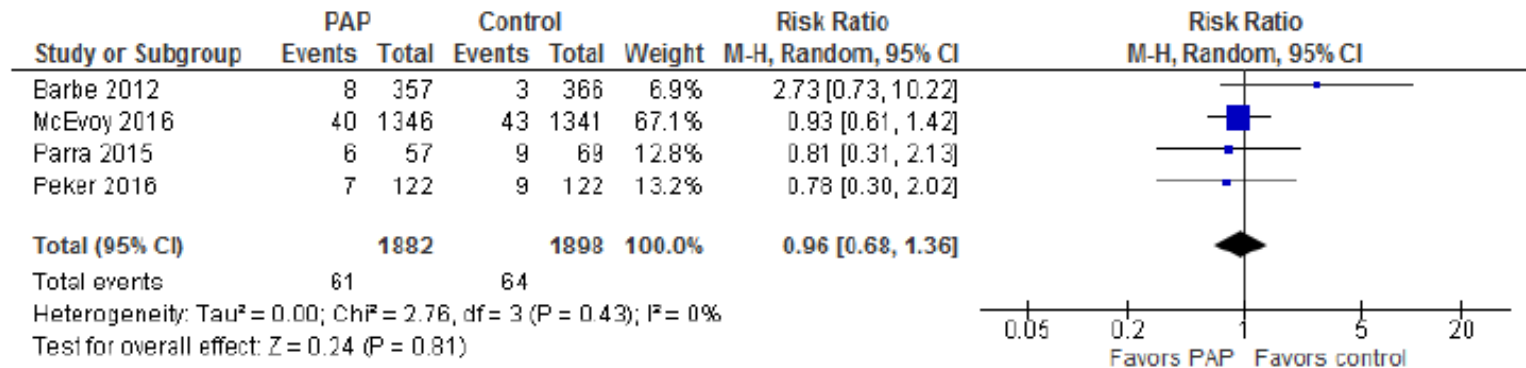 PAP Control Risk Ratio Risk Ratio
Study or Subgroup Events Total Events Total Weight M-H, Random, 95% CI M-H, Random, 95% CI
Barbe 2012 8 357 3 366 6.9% 2.73 [0.73, 10.22]
McEvoy 2016 40 1346 43 1341 67.1% 0.93 [0.61, 1.42]
Parra 2015 6 57 9 69 12.8% 0.81 [0.31, 2.13]
Peker 2016 7 122 9 122 13.2% 0.78 [0.30, 2.02]
Total (95% CI) 1882 1898 100.0% 0.96 [0.68, 1.36]
Total events 61 64
Heterogeneity: Tau² = 0.00; Chi² = 2.76, df = 3 (P = 0.43); I² = 0%
Test for overall effect: Z = 0.24 (P = 0.81)
0.05 0.2 1 5 20
Favors PAP Favors control